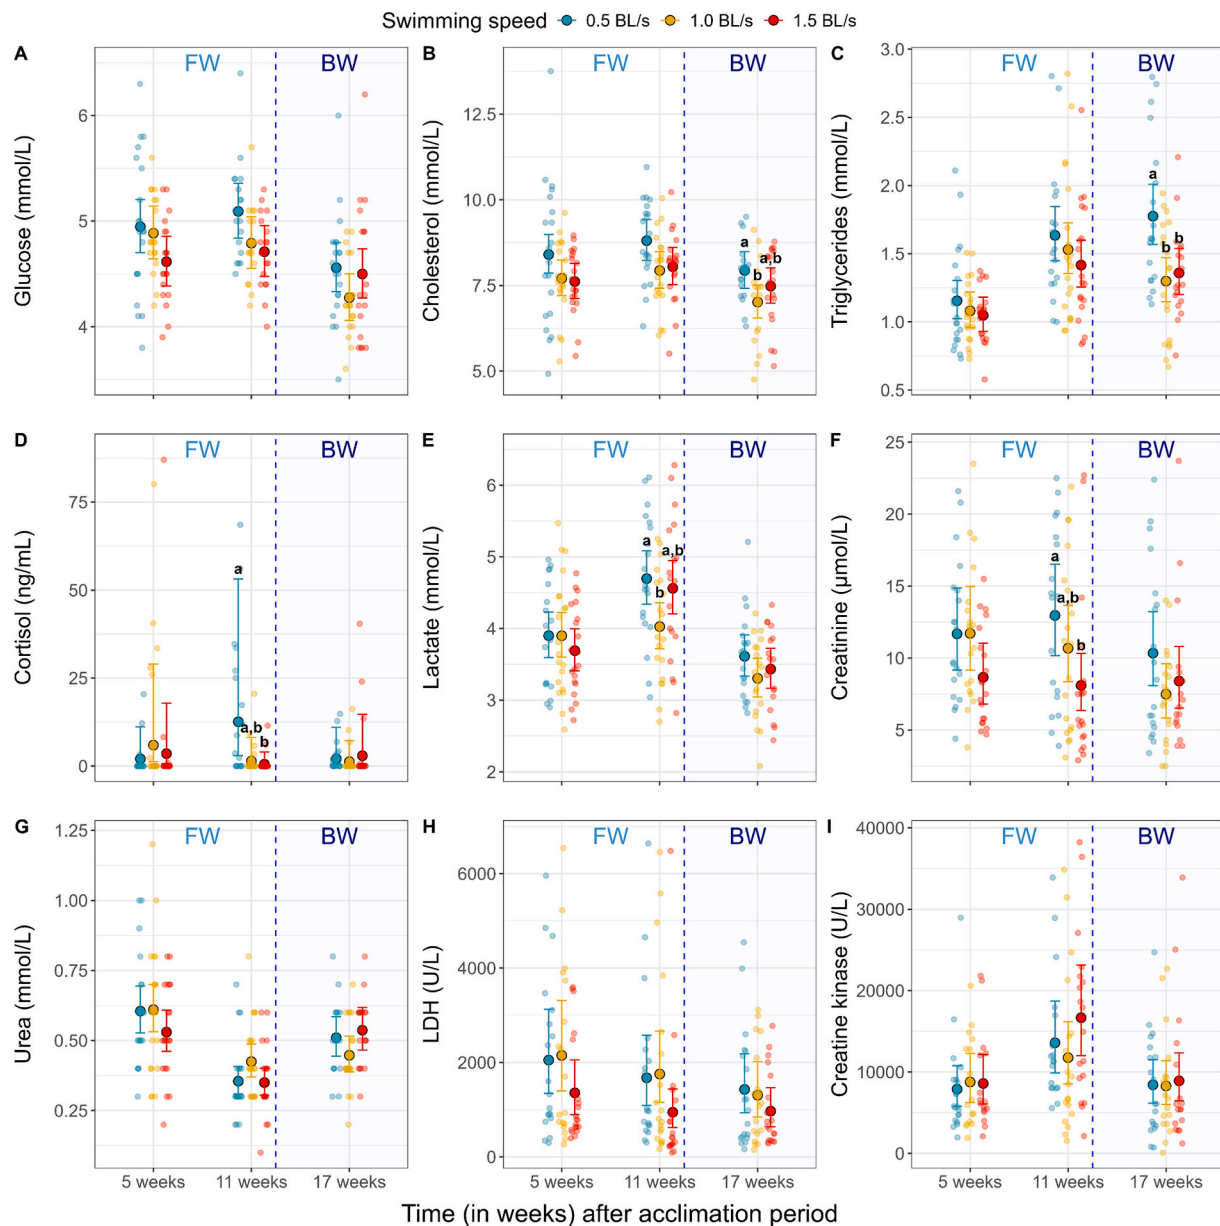 Swimming speed 0.5 BL/s 1.0 BL/s 1.5 BL/s
A
FW BW
Glucose (mmol/L)
6
5
4
B
FW BW
Cholesterol (mmol/L)
12.5
10.0
7.5
5.0
a
b
a,b
C
FW BW
Triglycerides (mmol/L)
3.0
2.5
2.0
1.5
1.0
0.5
a
b
b
D
FW BW
Cortisol (ng/mL)
75
50
25
0
a
a,b
b
E
FW BW
Lactate (mmol/L)
6
5
4
3
2
a
a,b
b
F
FW BW
Creatinine (μmol/L)
25
20
15
10
5
a
a,b
b
G
FW BW
Urea (mmol/L)
1.25
1.00
0.75
0.50
0.25
5 weeks 11 weeks 17 weeks
H
FW BW
LDH (U/L)
6000
4000
2000
0
5 weeks 11 weeks 17 weeks
I
FW BW
Creatine kinase (U/L)
40000
30000
20000
10000
0
5 weeks 11 weeks 17 weeks
Time (in weeks) after acclimation period